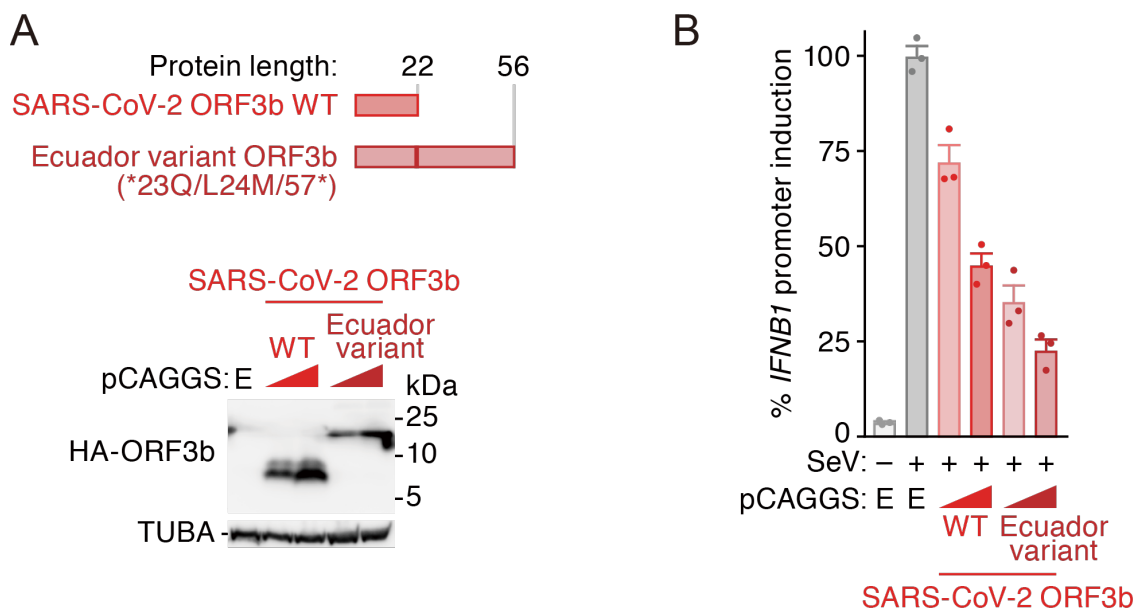 A
Protein length: 22 56
SARS-CoV-2 ORF3b WT
Ecuador variant ORF3b
(*23Q/L24M/57*)
SARS-CoV-2 ORF3b
WT
Ecuador
variant
pCAGGS: E
kDa
HA-ORF3b
25
10
5
TUBA
B
% IFNB1 promoter induction
100
75
50
25
0
SeV: – + + + + +
pCAGGS: E E
WT
Ecuador
variant
SARS-CoV-2 ORF3b